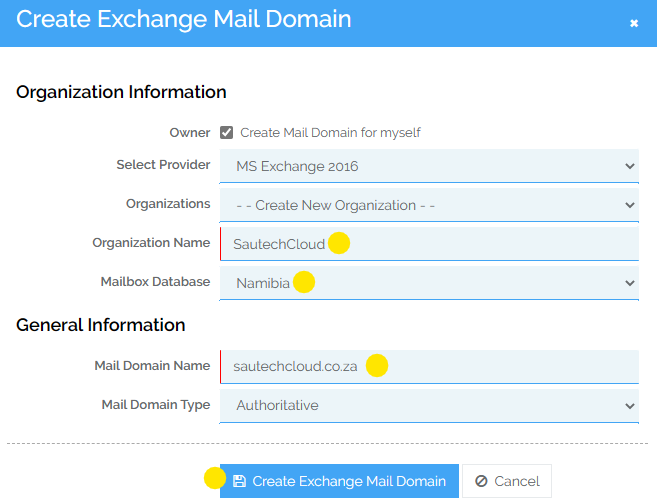 Create Exchange Mail Domain ×
Organization Information
Owner Create Mail Domain for myself
Select Provider MS Exchange 2016
Organizations - - Create New Organization - -
Organization Name SautechCloud
Mailbox Database Namibia
General Information
Mail Domain Name sautechcloud.co.za
Mail Domain Type Authoritative
Create Exchange Mail Domain Cancel